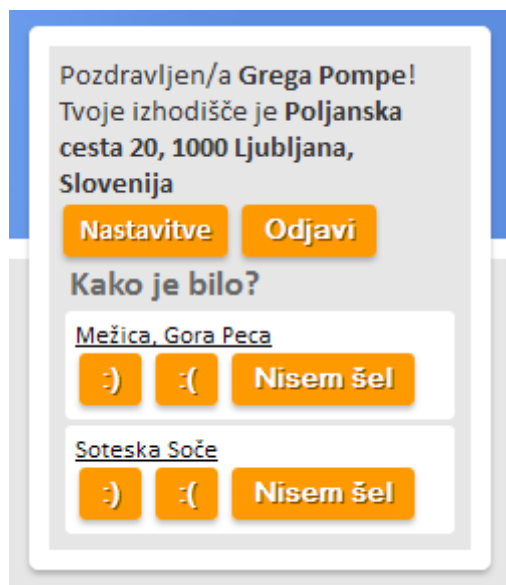 Pozdravljen/a Grega Pompe!
Tvoje izhodišče je Poljanska
cesta 20, 1000 Ljubljana,
Slovenija
Nastavitve Odjavi
Kako je bilo?
Mežica, Gora Peca
:) :( Nisem šel
Soteska Soče
:) :( Nisem šel